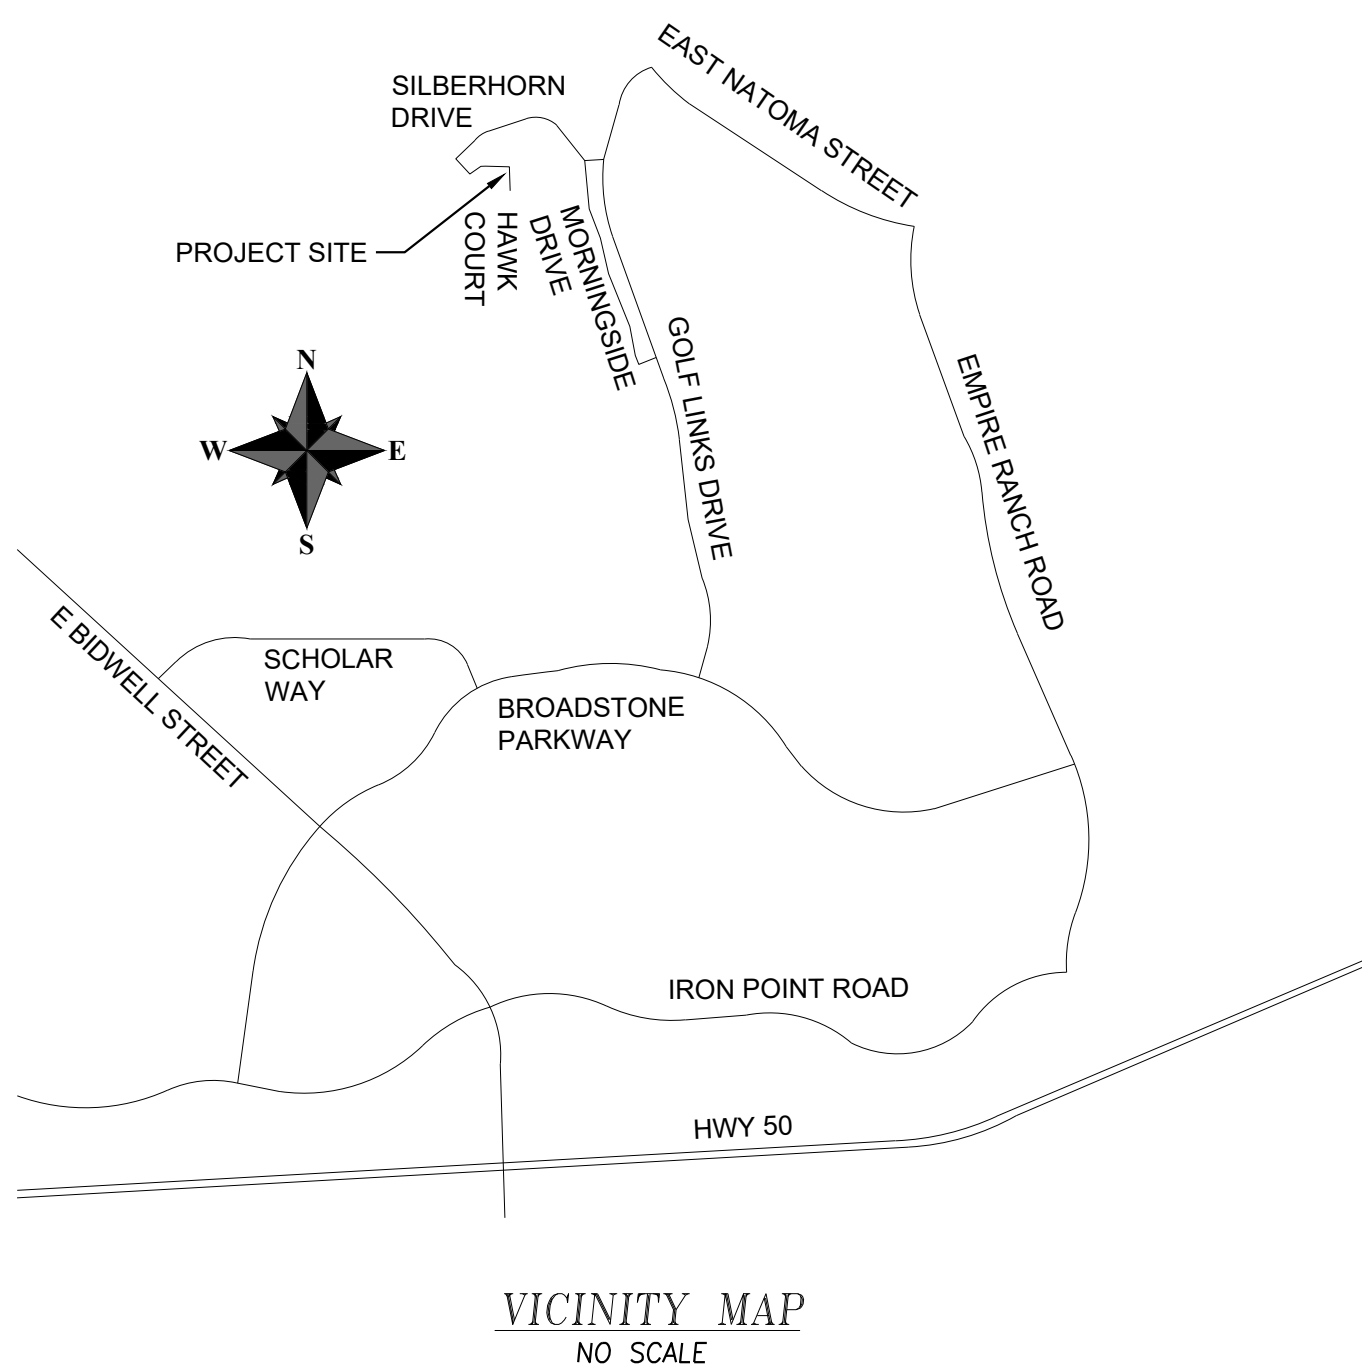 EAST NATOMA STREET
SILBERHORN
DRIVE
HAWK
COURT
MORNINGSIDE
DRIVE
PROJECT SITE
GOLF LINKS DRIVE
EMPIRE RANCH ROAD
N
W
E
S
E BIDWELL STREET
SCHOLAR
WAY
BROADSTONE
PARKWAY
IRON POINT ROAD
HWY 50
VICINITY MAP
NO SCALE